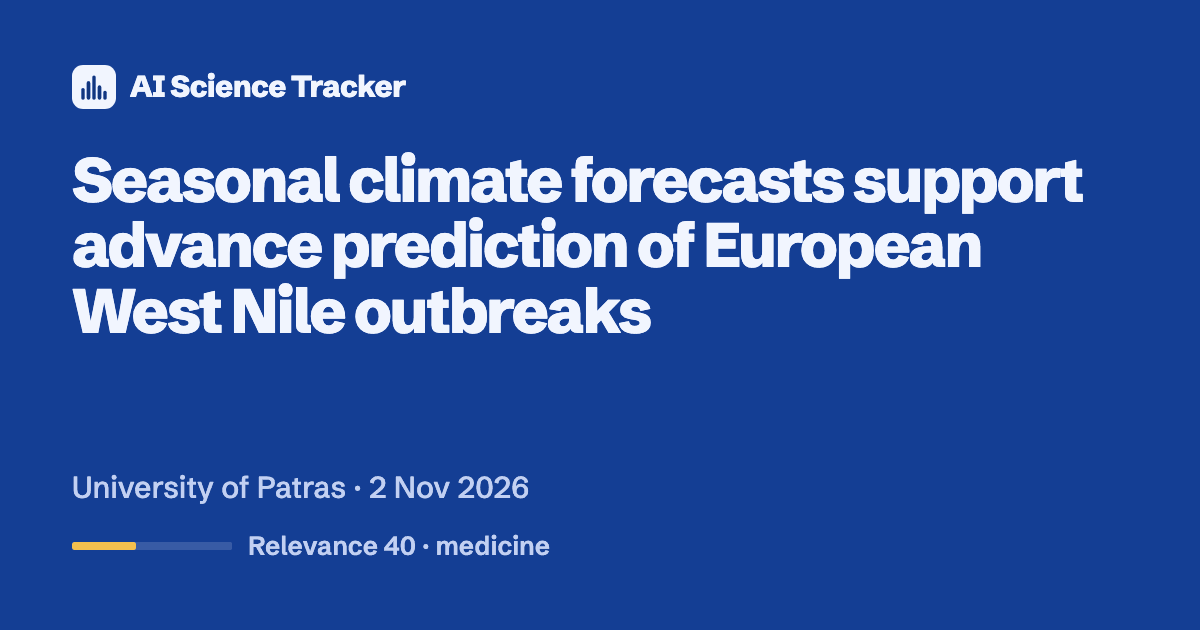 AI Science Tracker
Seasonal climate forecasts support
advance prediction of European
West Nile outbreaks
University of Patras · 2 Nov 2026
Relevance 40 · medicine